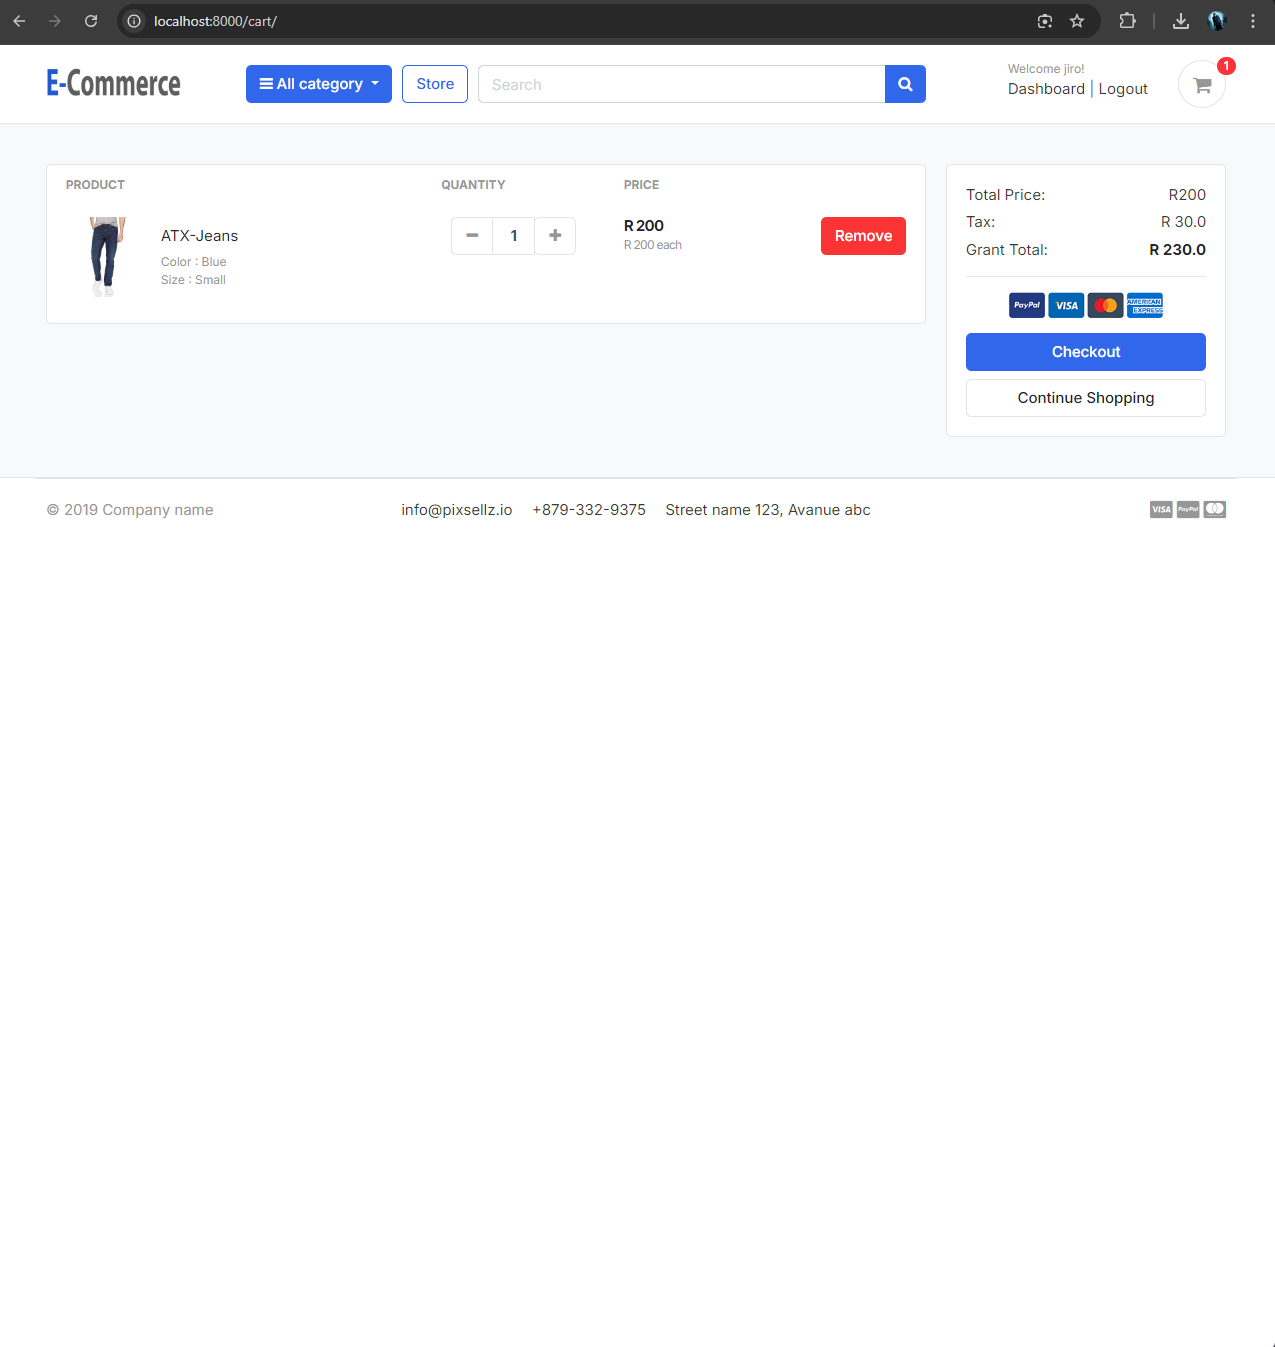 localhost:8000/cart/
E-Commerce
All category
Store
Search
Welcome jiro!
Dashboard | Logout
1
PRODUCT QUANTITY PRICE
ATX-Jeans
Color : Blue
Size : Small
1
R 200
R 200 each
Remove
Total Price: R200
Tax: R 30.0
Grant Total: R 230.0
PayPal VISA AMERICAN EXPRESS
Checkout
Continue Shopping
© 2019 Company name
info@pixsellz.io +879-332-9375 Street name 123, Avanue abc
VISA PayPal